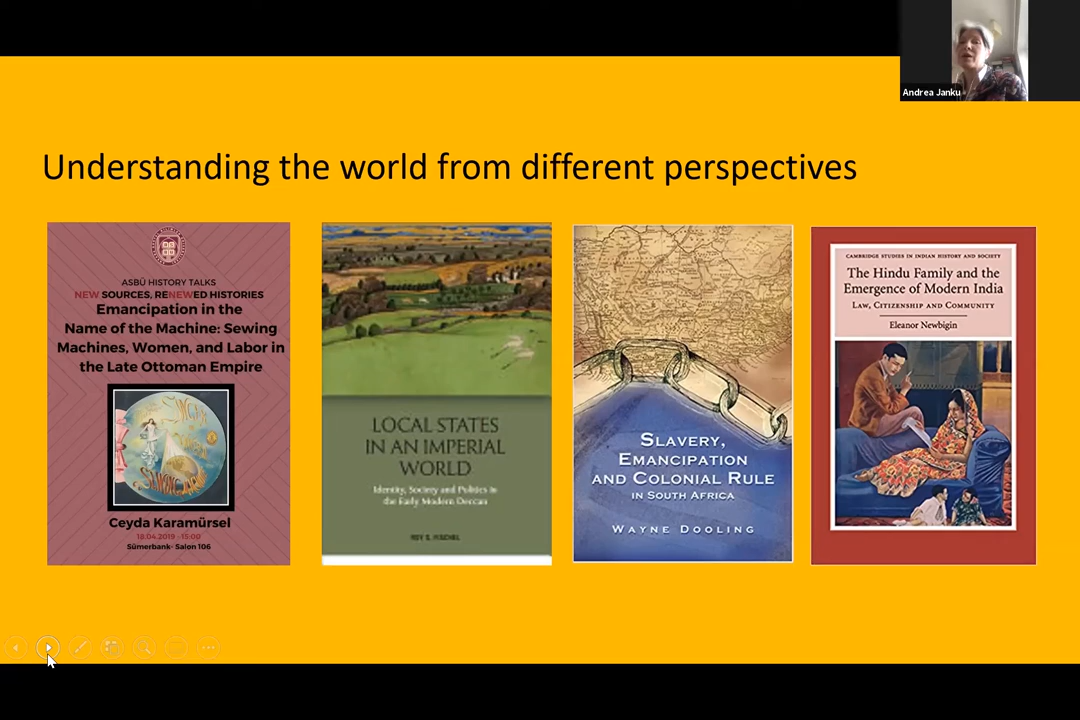 Andrea Janku
Understanding the world from different perspectives
ASBÜ HISTORY TALKS
NEW SOURCES, RENEWED HISTORIES
Emancipation in the
Name of the Machine: Sewing
Machines, Women, and Labor in
the Late Ottoman Empire
Ceyda Karamürsel
18.04.2019 - 15:00
Sümerbank- Salon 106
LOCAL STATES
IN AN IMPERIAL
WORLD
Identity, Society and Politics in
the Early Modern Deccan
SLAVERY,
EMANCIPATION
AND COLONIAL RULE
IN SOUTH AFRICA
WAYNE DOOLING
CAMBRIDGE STUDIES IN INDIAN HISTORY AND SOCIETY
The Hindu Family and the
Emergence of Modern India
LAW, CITIZENSHIP AND COMMUNITY
Eleanor Newbigin